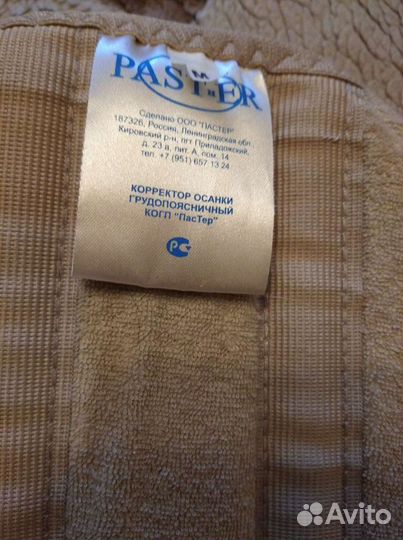 M
PASTER
Сделано ООО "ПАСТЕР"
187326, Россия, Ленинградская обл.
Кировский р-н, пгт Приладожский,
д. 23 а, лит. А, пом. 14
тел. +7 (951) 657 13 24
КОРРЕКТОР ОСАНКИ
ГРУДОПОЯСНИЧНЫЙ
КОГП "ПасТер"
РС
Avito